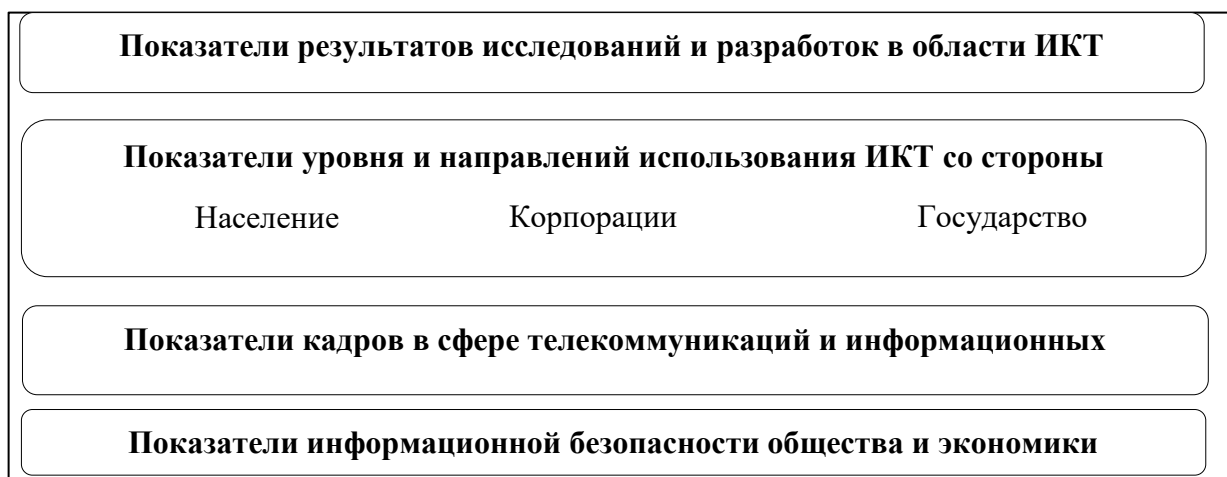 Показатели результатов исследований и разработок в области ИКТ
Показатели уровня и направлений использования ИКТ со стороны
Население Корпорации Государство
Показатели кадров в сфере телекоммуникаций и информационных
Показатели информационной безопасности общества и экономики